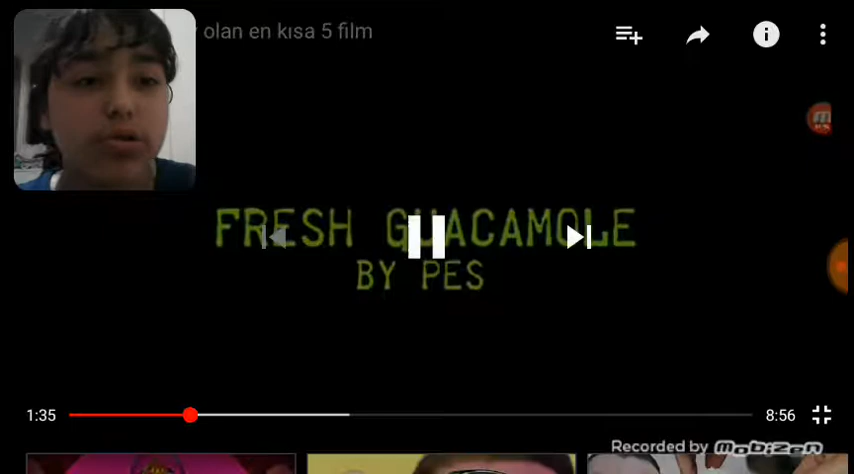 olan en kısa 5 film
FRESH GUACAMOLE
BY PES
1:35
8:56
Recorded by mobizen